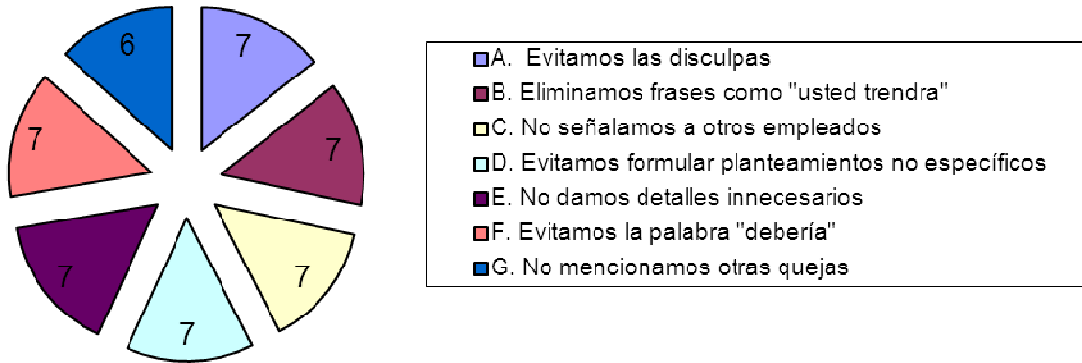 6
7
7
7
7
7
7
A. Evitamos las disculpas
B. Eliminamos frases como "usted trendra"
C. No señalamos a otros empleados
D. Evitamos formular planteamientos no específicos
E. No damos detalles innecesarios
F. Evitamos la palabra "debería"
G. No mencionamos otras quejas